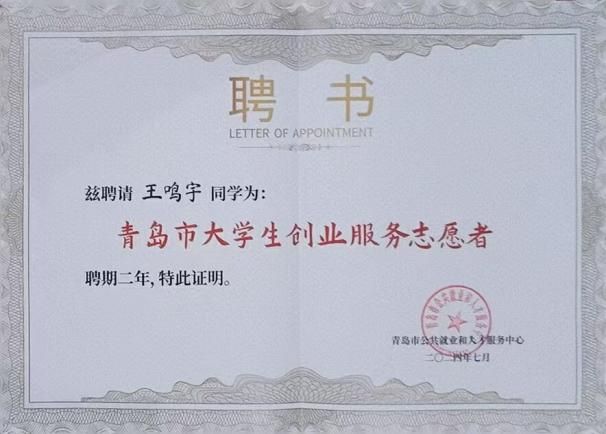 聘 书
LETTER OF APPOINTMENT
兹聘请 王鸣宇 同学为：
青岛市大学生创业服务志愿者
聘期二年，特此证明。
青岛市公共就业和人才服务中心
二〇二四年七月